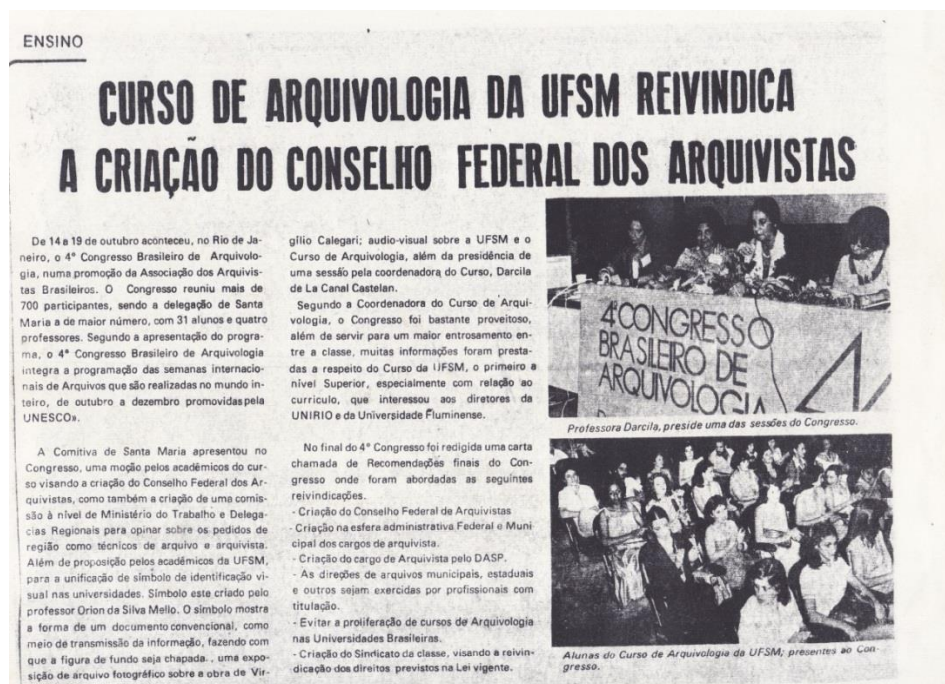 ENSINO
CURSO DE ARQUIVOLOGIA DA UFSM REIVINDICA
A CRIAÇÃO DO CONSELHO FEDERAL DOS ARQUIVISTAS
De 14 a 19 de outubro aconteceu, no Rio de Ja-
neiro, o 4º Congresso Brasileiro de Arquivolo-
gia, numa promoção da Associação dos Arquivis-
tas Brasileiros. O Congresso reuniu mais de
700 participantes, sendo a delegação de Santa
Maria a de maior número, com 31 alunos e quatro
professores. Segundo a apresentação do progra-
ma, o 4º Congresso Brasileiro de Arquivologia
integra a programação das semanas internacio-
nais de Arquivos que são realizadas no mundo in-
teiro, de outubro a dezembro promovidas pela
UNESCO».
A Comitiva de Santa Maria apresentou no
Congresso, uma moção pelos acadêmicos do cur-
so visando a criação do Conselho Federal dos Ar-
quivistas, como também a criação de uma comis-
são à nível de Ministério do Trabalho e Delega-
cias Regionais para opinar sobre os pedidos de
região como técnicos de arquivo e arquivista.
Além de proposição pelos acadêmicos da UFSM,
para a unificação de símbolo de identificação vi-
sual nas universidades. Símbolo este criado pelo
professor Orion da Silva Mello. O símbolo mostra
a forma de um documento convencional, como
meio de transmissão da informação, fazendo com
que a figura de fundo seja chapada., uma expo-
sição de arquivo fotográfico sobre a obra de Vir-
gílio Calegari; audio-visual sobre a UFSM e o
Curso de Arquivologia, além da presidência de
uma sessão pela coordenadora do Curso, Darcila
de La Canal Castelan.
Segundo a Coordenadora do Curso de Arqui-
vologia, o Congresso foi bastante proveitoso,
além de servir para um maior entrosamento en-
tre a classe, muitas informações foram presta-
das a respeito do Curso da UFSM, o primeiro a
nível Superior, especialmente com relação ao
currículo, que interessou aos diretores da
UNIRIO e da Universidade Fluminense.
No final do 4º Congresso foi redigida uma carta
chamada de Recomendações finais do Con-
gresso onde foram abordadas as seguintes
reivindicações.
- Criação do Conselho Federal de Arquivistas
- Criação na esfera administrativa Federal e Muni-
cipal dos cargos de arquivista.
- Criação do cargo de Arquivista pelo DASP.
- As direções de arquivos municipais, estaduais
e outros sejam exercidas por profissionais com
titulação.
- Evitar a proliferação de cursos de Arquivologia
nas Universidades Brasileiras.
- Criação do Sindicato da classe, visando a reivin-
dicação dos direitos previstos na Lei vigente.
4º CONGRESSO
BRASILEIRO DE
ARQUIVOLOGIA
4
Professora Darcila, preside uma das sessões do Congresso.
Alunas do Curso de Arquivologia da UFSM; presentes ao Con-
gresso.